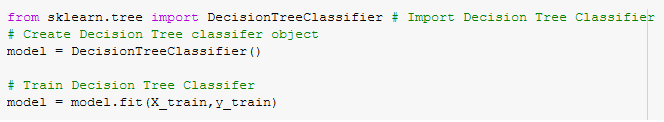 from sklearn.tree import DecisionTreeClassifier # Import Decision Tree Classifier
# Create Decision Tree classifer object
model = DecisionTreeClassifier()
# Train Decision Tree Classifer
model = model.fit(X_train,y_train)